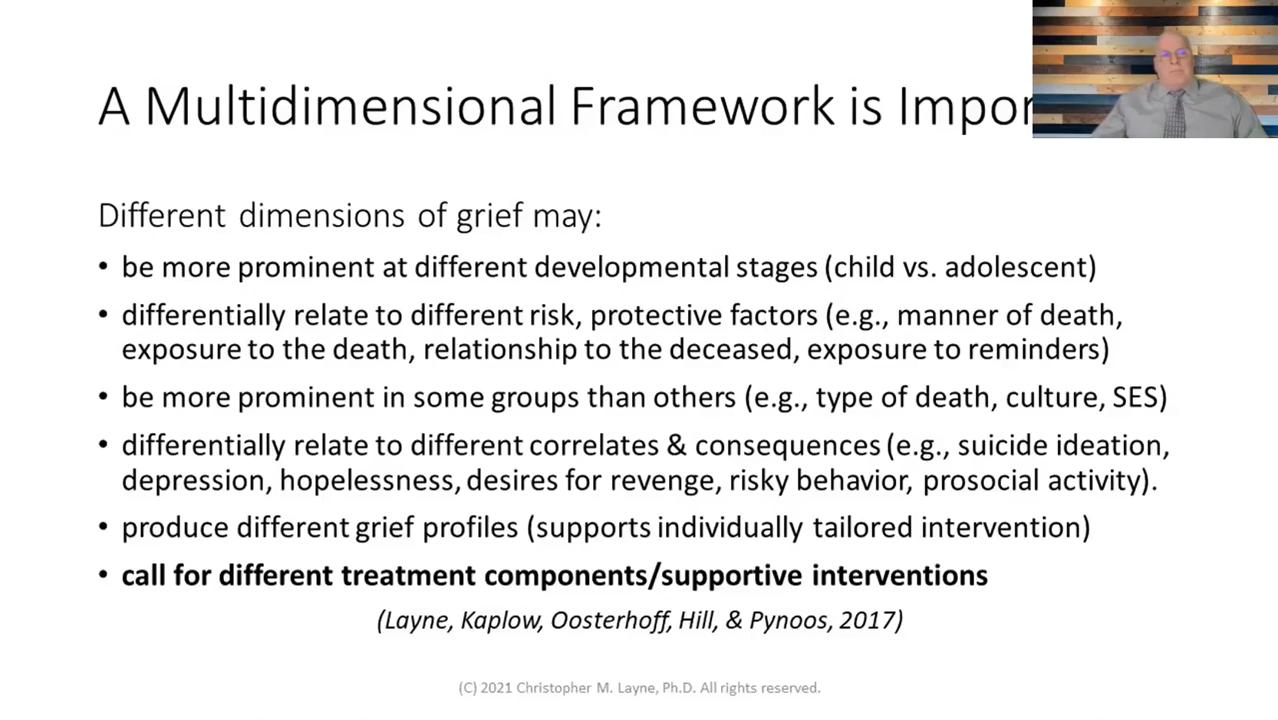 A Multidimensional Framework is Impor
Different dimensions of grief may:
• be more prominent at different developmental stages (child vs. adolescent)
• differentially relate to different risk, protective factors (e.g., manner of death,
exposure to the death, relationship to the deceased, exposure to reminders)
• be more prominent in some groups than others (e.g., type of death, culture, SES)
• differentially relate to different correlates & consequences (e.g., suicide ideation,
depression, hopelessness, desires for revenge, risky behavior, prosocial activity).
• produce different grief profiles (supports individually tailored intervention)
• call for different treatment components/supportive interventions
(Layne, Kaplow, Oosterhoff, Hill, & Pynoos, 2017)
(C) 2021 Christopher M. Layne, Ph.D. All rights reserved.